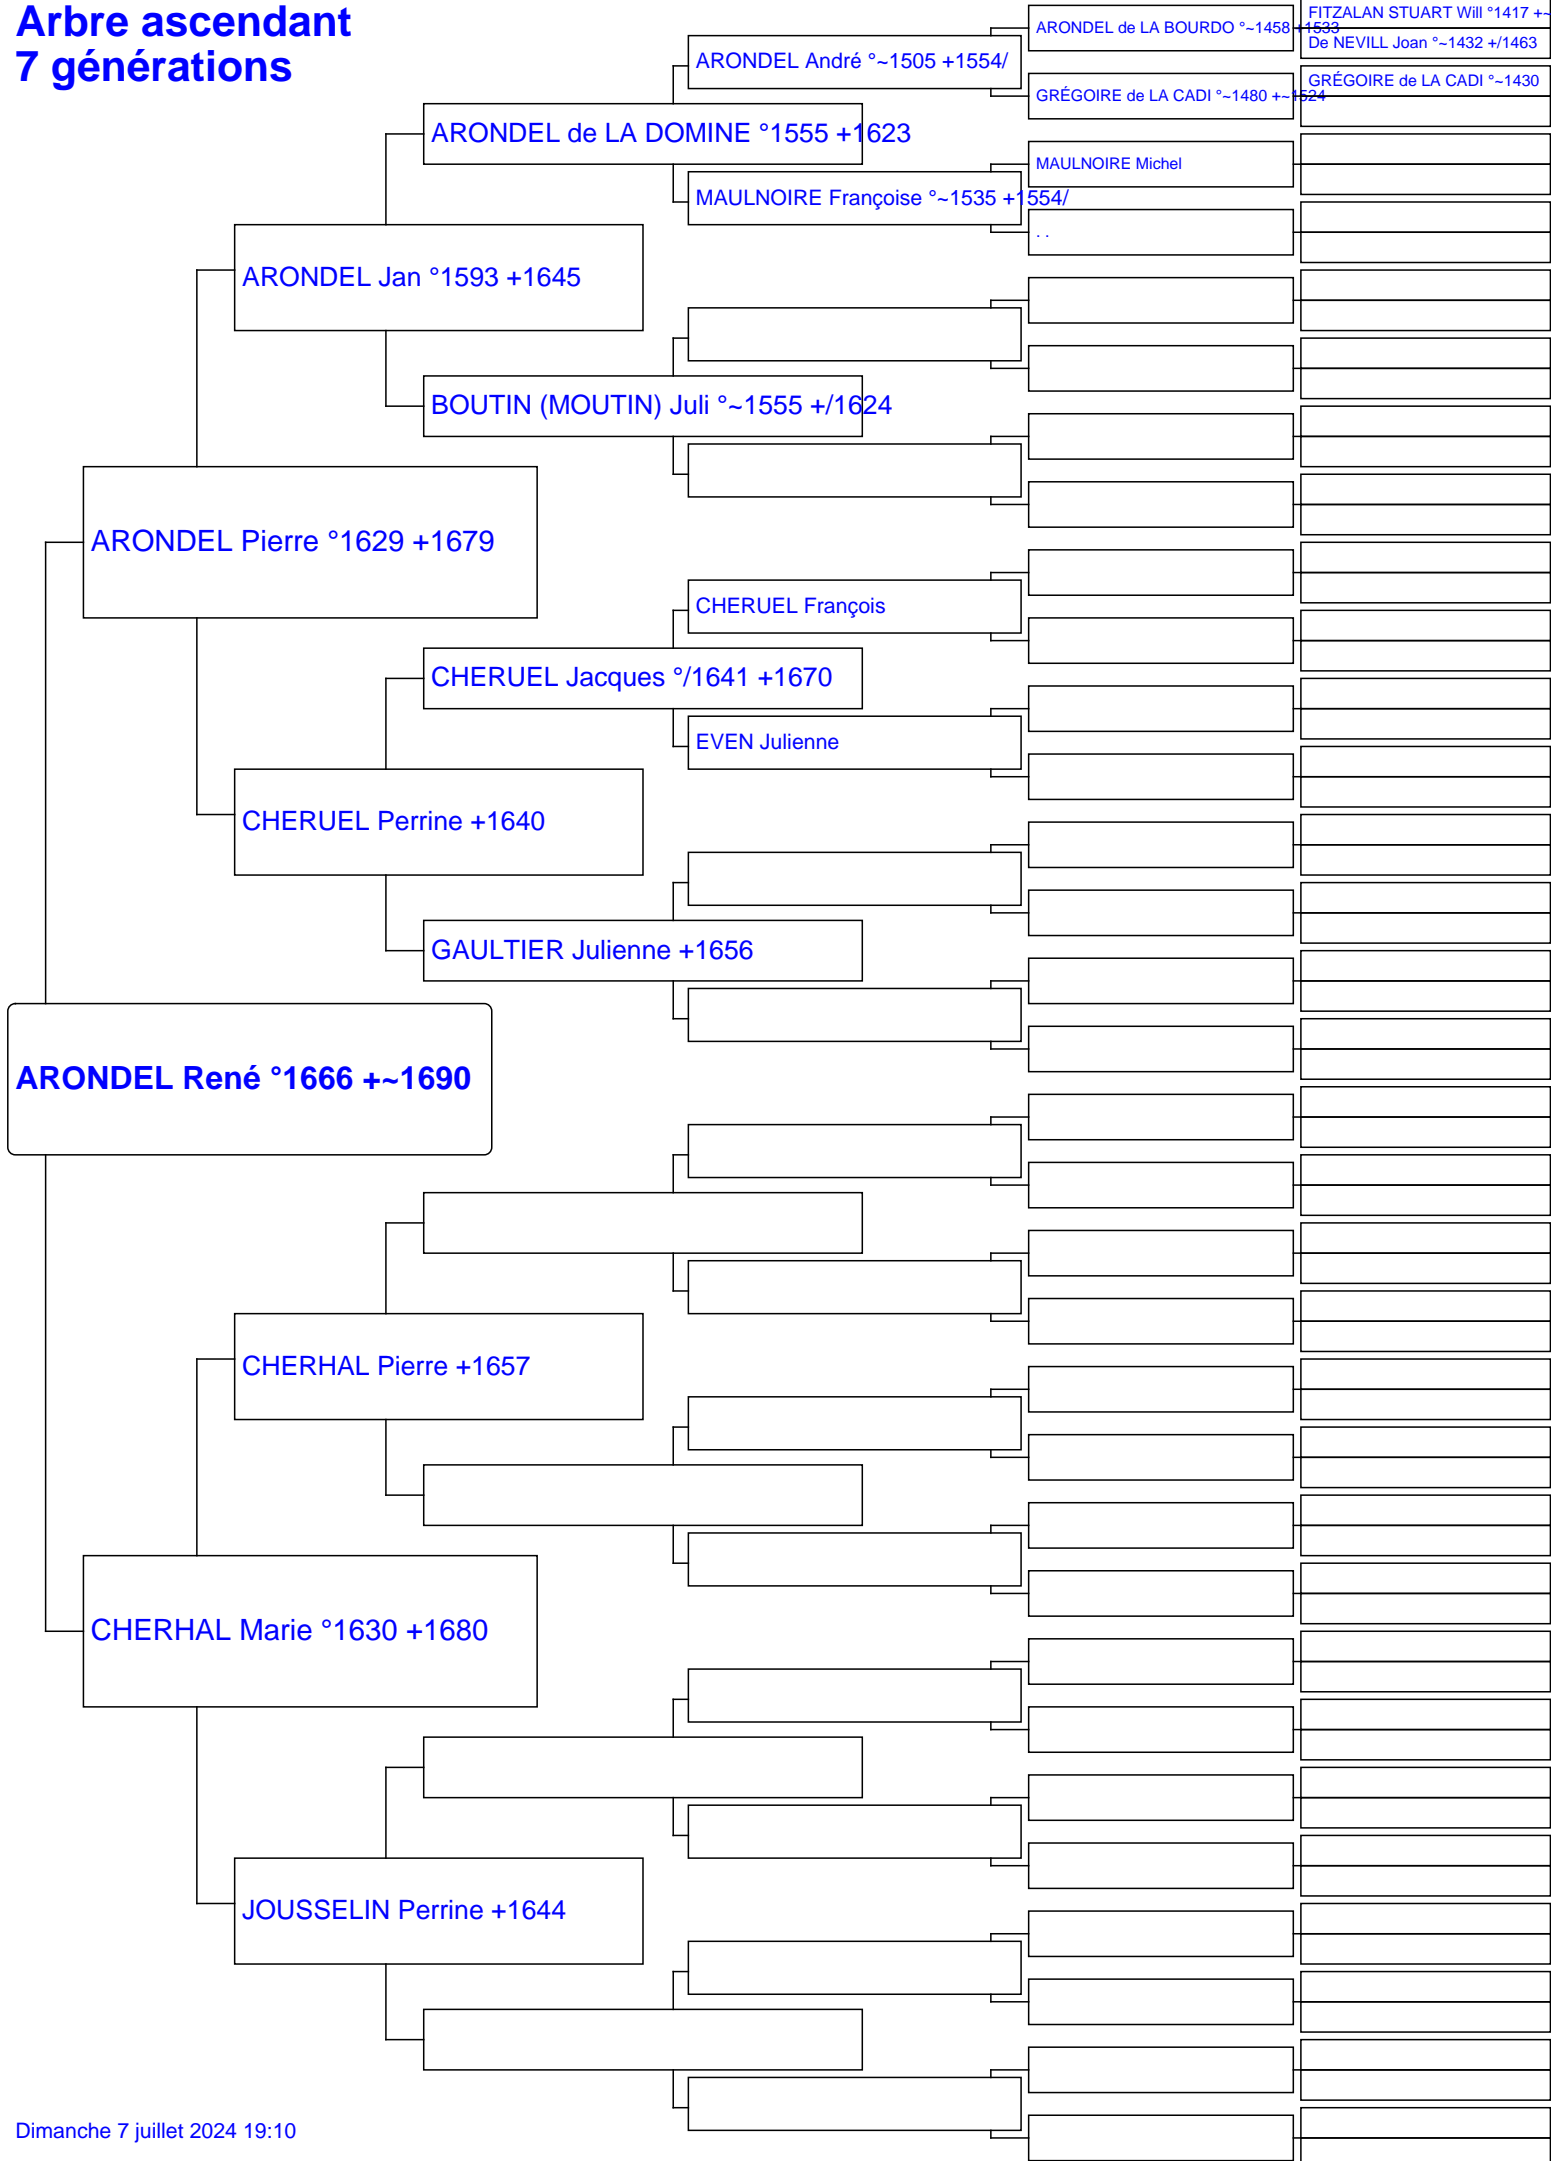 Arbre ascendant
7 générations
FITZALAN STUART Will °1417 +~
ARONDEL de LA BOURDO °~1458 +1533
De NEVILL Joan °~1432 +/1463
ARONDEL André °~1505 +1554/
GRÉGOIRE de LA CADI °~1430
GRÉGOIRE de LA CADI °~1480 +~1524
ARONDEL de LA DOMINE °1555 +1623
MAULNOIRE Michel
MAULNOIRE Françoise °~1535 +1554/
. .
ARONDEL Jan °1593 +1645
BOUTIN (MOUTIN) Juli °~1555 +/1624
ARONDEL Pierre °1629 +1679
CHERUEL François
CHERUEL Jacques °/1641 +1670
EVEN Julienne
CHERUEL Perrine +1640
GAULTIER Julienne +1656
ARONDEL René °1666 +~1690
CHERHAL Pierre +1657
CHERHAL Marie °1630 +1680
JOUSSELIN Perrine +1644
Dimanche 7 juillet 2024 19:10